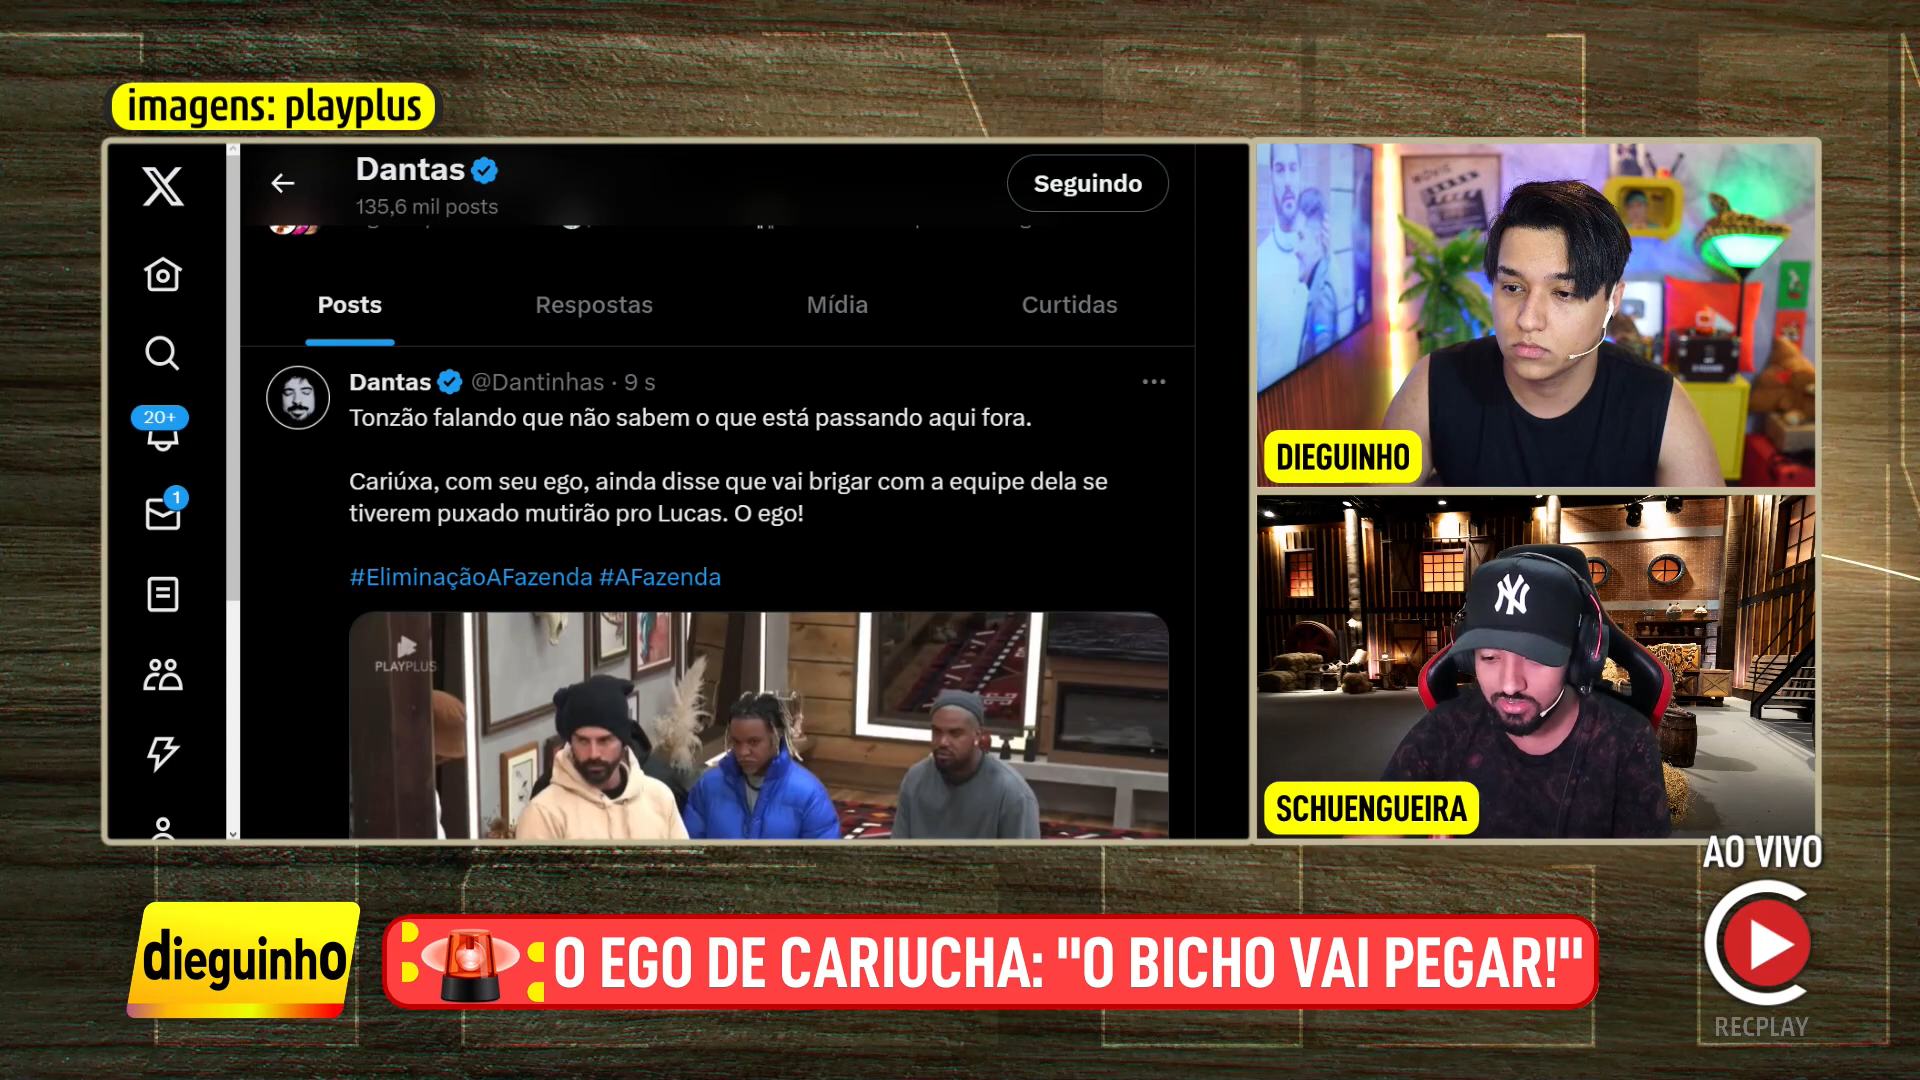 imagens: playplus
Dantas
135,6 mil posts
Seguindo
Posts
Respostas
Mídia
Curtidas
20+
1
Dantas @Dantinhas · 9 s
Tonzão falando que não sabem o que está passando aqui fora.
Cariúxa, com seu ego, ainda disse que vai brigar com a equipe dela se
tiverem puxado mutirão pro Lucas. O ego!
#EliminaçãoAFazenda #AFazenda
PLAYPLUS
DIEGUINHO
NY
SCHUENGUEIRA
AO VIVO
dieguinho
O EGO DE CARIUCHA: "O BICHO VAI PEGAR!"
RECPLAY